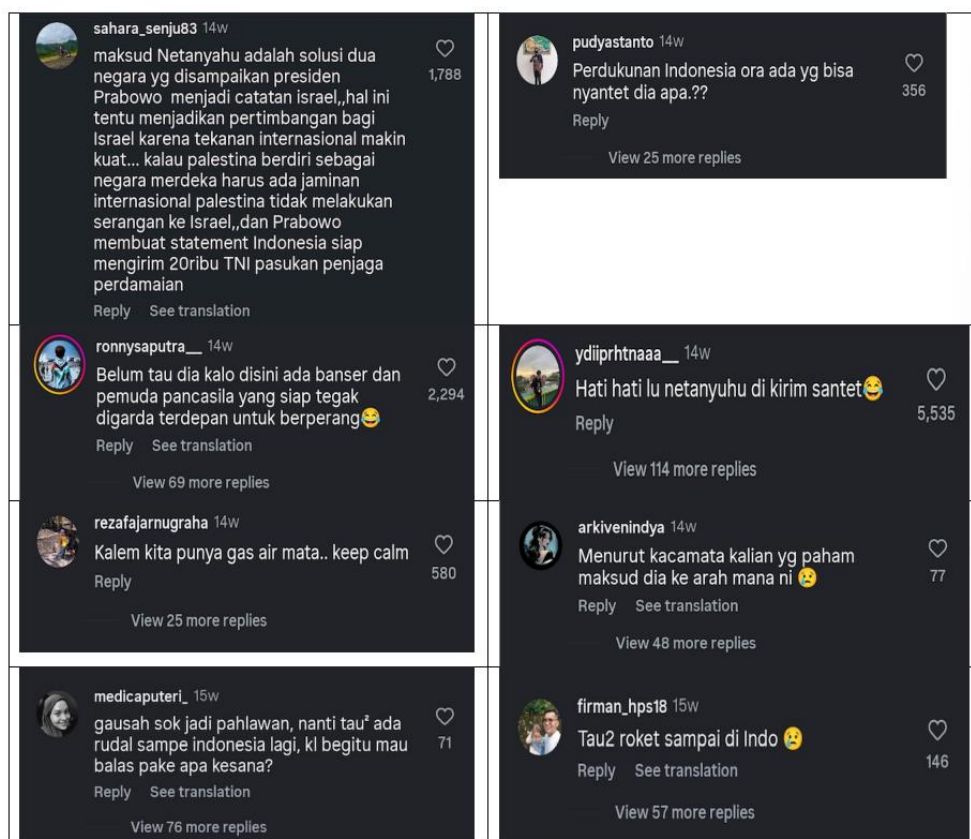 sahara_senju83 14w
maksud Netanyahu adalah solusi dua
negara yg disampaikan presiden
Prabowo menjadi catatan israel,,hal ini
tentu menjadikan pertimbangan bagi
Israel karena tekanan internasional makin
kuat... kalau palestina berdiri sebagai
negara merdeka harus ada jaminan
internasional palestina tidak melakukan
serangan ke Israel,,dan Prabowo
membuat statement Indonesia siap
mengirim 20ribu TNI pasukan penjaga
perdamaian
1,788
Reply See translation
pudyastanto 14w
Perdukunan Indonesia ora ada yg bisa
nyantet dia apa.??
356
Reply
View 25 more replies
ronnysaputra__ 14w
Belum tau dia kalo disini ada banser dan
pemuda pancasila yang siap tegak
digarda terdepan untuk berperang😂
2,294
Reply See translation
View 69 more replies
ydiiprhtnaaa__ 14w
Hati hati lu netanyuhu di kirim santet😂
5,535
Reply
View 114 more replies
rezafajarnugraha 14w
Kalem kita punya gas air mata.. keep calm
580
Reply
View 25 more replies
arkivenindya 14w
Menurut kacamata kalian yg paham
maksud dia ke arah mana ni 😢
77
Reply See translation
View 48 more replies
medicaputeri_ 15w
gausah sok jadi pahlawan, nanti tau² ada
rudal sampe indonesia lagi, kl begitu mau
balas pake apa kesana?
71
Reply See translation
View 76 more replies
firman_hps18 15w
Tau2 roket sampai di Indo 😢
146
Reply See translation
View 57 more replies